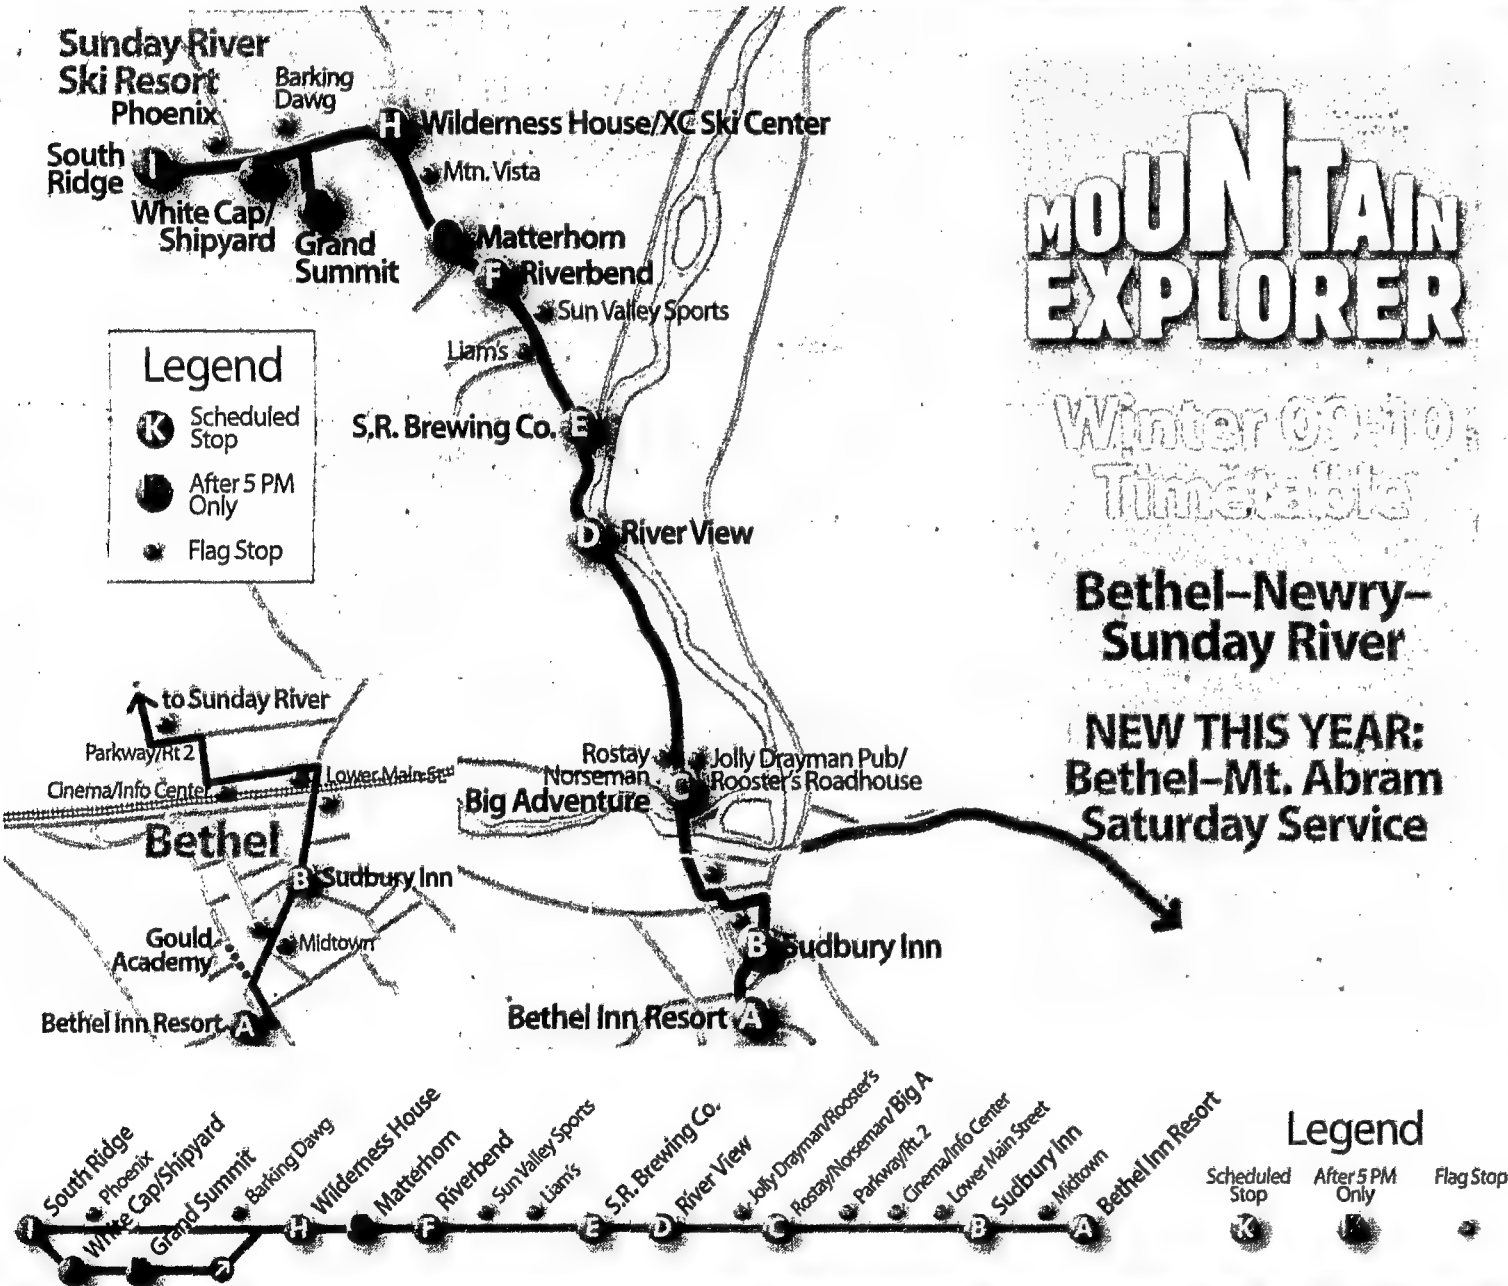 Sunday River
Ski Resort
Phoenix
Barking
Dawg
H
Wilderness House/XC Ski Center
South
Ridge
I
Mtn. Vista
White Cap/
Shipyard
Grand
Summit
Matterhorn
F
Riverbend
Sun Valley Sports
Liam's
S.R. Brewing Co.
E
D
River View
Legend
K
Scheduled
Stop
After 5 PM
Only
Flag Stop
MOUNTAIN
EXPLORER
Winter 09-10
Timetable
Bethel–Newry–
Sunday River
NEW THIS YEAR:
Bethel–Mt. Abram
Saturday Service
to Sunday River
Parkway/Rt 2
Cinema/Info Center
Lower Main St
Bethel
B
Sudbury Inn
Gould
Academy
Midtown
Bethel Inn Resort
A
Rostay
Norseman
Big Adventure
C
Jolly Drayman Pub/
Rooster's Roadhouse
B
Sudbury Inn
Bethel Inn Resort
A
South Ridge
Phoenix
White Cap/Shipyard
Grand Summit
Barking Dawg
Wilderness House
Matterhorn
Riverbend
Sun Valley Sports
Liam's
S.R. Brewing Co.
River View
Jolly Drayman/Rooster's
Rostay/Norseman/Big A
Parkway/Rt. 2
Cinema/Info Center
Lower Main Street
Sudbury Inn
Midtown
Bethel Inn Resort
I
H
F
E
D
C
B
A
Legend
Scheduled
Stop
After 5 PM
Only
Flag Stop
K